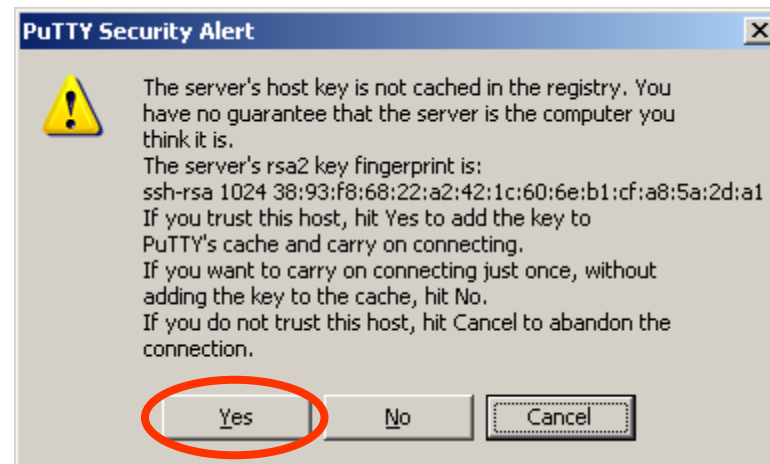 PuTTY Security Alert
The server's host key is not cached in the registry. You
have no guarantee that the server is the computer you
think it is.
The server's rsa2 key fingerprint is:
ssh-rsa 1024 38:93:f8:68:22:a2:42:1c:60:6e:b1:cf:a8:5a:2d:a1
If you trust this host, hit Yes to add the key to
PuTTY's cache and carry on connecting.
If you want to carry on connecting just once, without
adding the key to the cache, hit No.
If you do not trust this host, hit Cancel to abandon the
connection.
Yes No Cancel